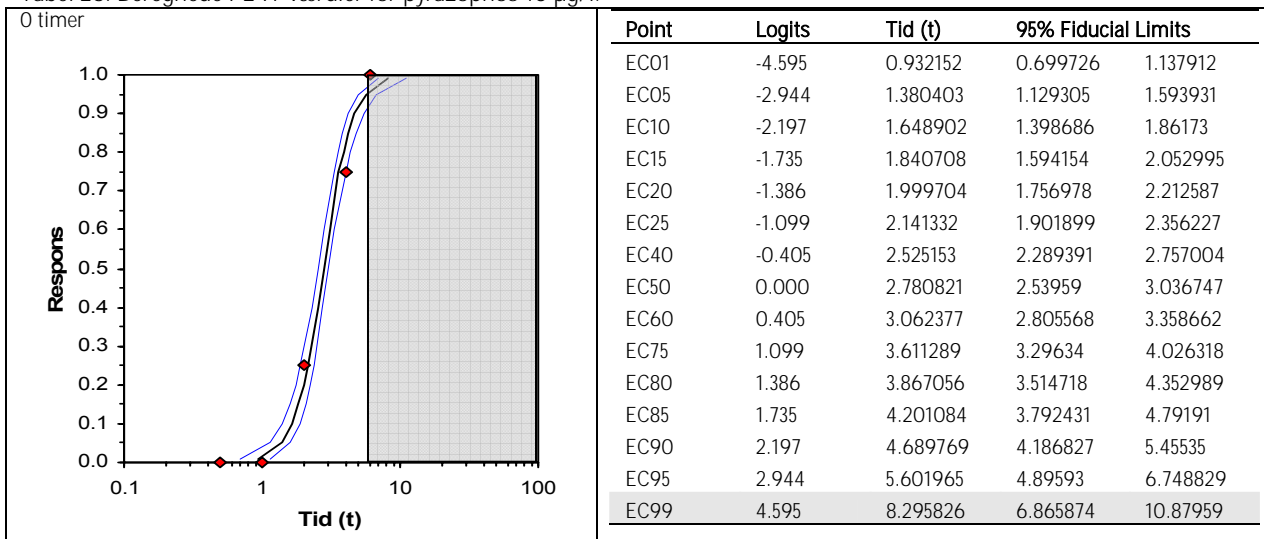 0 timer
1.0
0.9
0.8
0.7
0.6
0.5
0.4
0.3
0.2
0.1
0.0
Respons
0.1 1 10 100
Tid (t)
Point Logits Tid (t) 95% Fiducial Limits
EC01 -4.595 0.932152 0.699726 1.137912
EC05 -2.944 1.380403 1.129305 1.593931
EC10 -2.197 1.648902 1.398686 1.86173
EC15 -1.735 1.840708 1.594154 2.052995
EC20 -1.386 1.999704 1.756978 2.212587
EC25 -1.099 2.141332 1.901899 2.356227
EC40 -0.405 2.525153 2.289391 2.757004
EC50 0.000 2.780821 2.53959 3.036747
EC60 0.405 3.062377 2.805568 3.358662
EC75 1.099 3.611289 3.29634 4.026318
EC80 1.386 3.867056 3.514718 4.352989
EC85 1.735 4.201084 3.792431 4.79191
EC90 2.197 4.689769 4.186827 5.45535
EC95 2.944 5.601965 4.89593 6.748829
EC99 4.595 8.295826 6.865874 10.87959